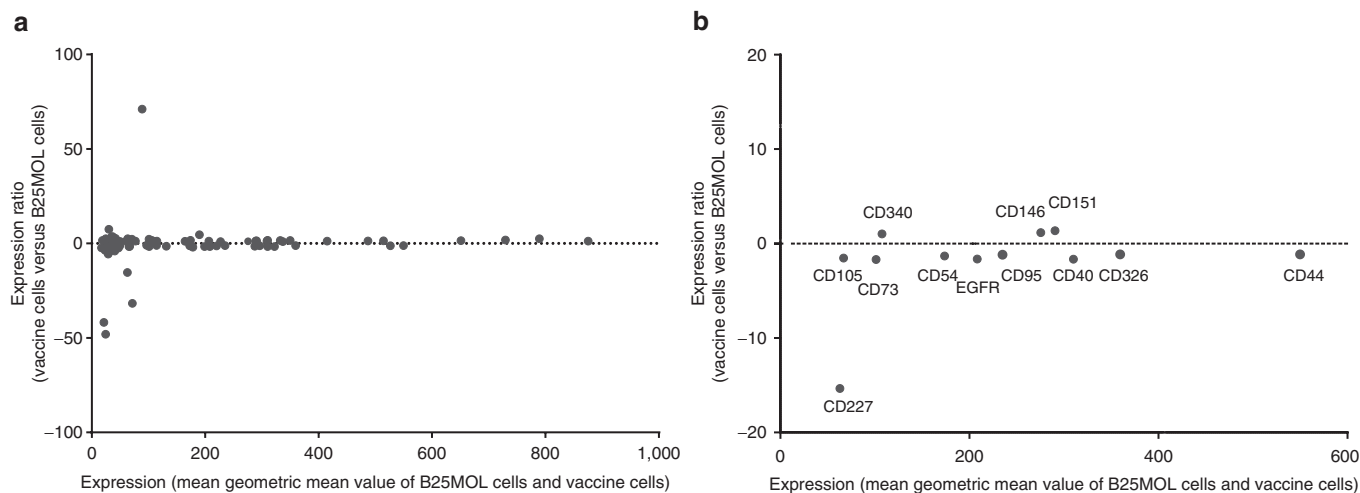 a
100
50
0
−50
−100
0
200
400
600
800
1,000
Expression ratio
(vaccine cells versus B25MOL cells)
Expression (mean geometric mean value of B25MOL cells and vaccine cells)
b
20
10
0
−10
−20
0
200
400
600
Expression ratio
(vaccine cells versus B25MOL cells)
CD340
CD146
CD151
CD105
CD73
CD54
EGFR
CD95
CD40
CD326
CD44
CD227
Expression (mean geometric mean value of B25MOL cells and vaccine cells)